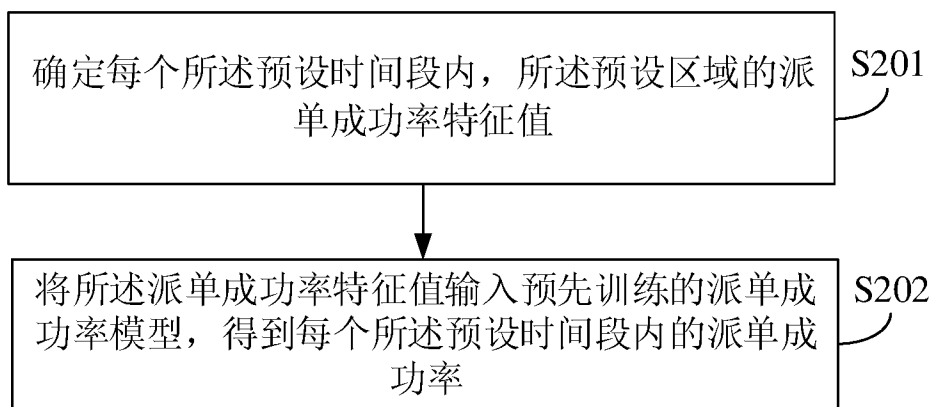 确定每个所述预设时间段内，所述预设区域的派
单成功率特征值
S201
将所述派单成功率特征值输入预先训练的派单成
功率模型，得到每个所述预设时间段内的派单成
功率
S202